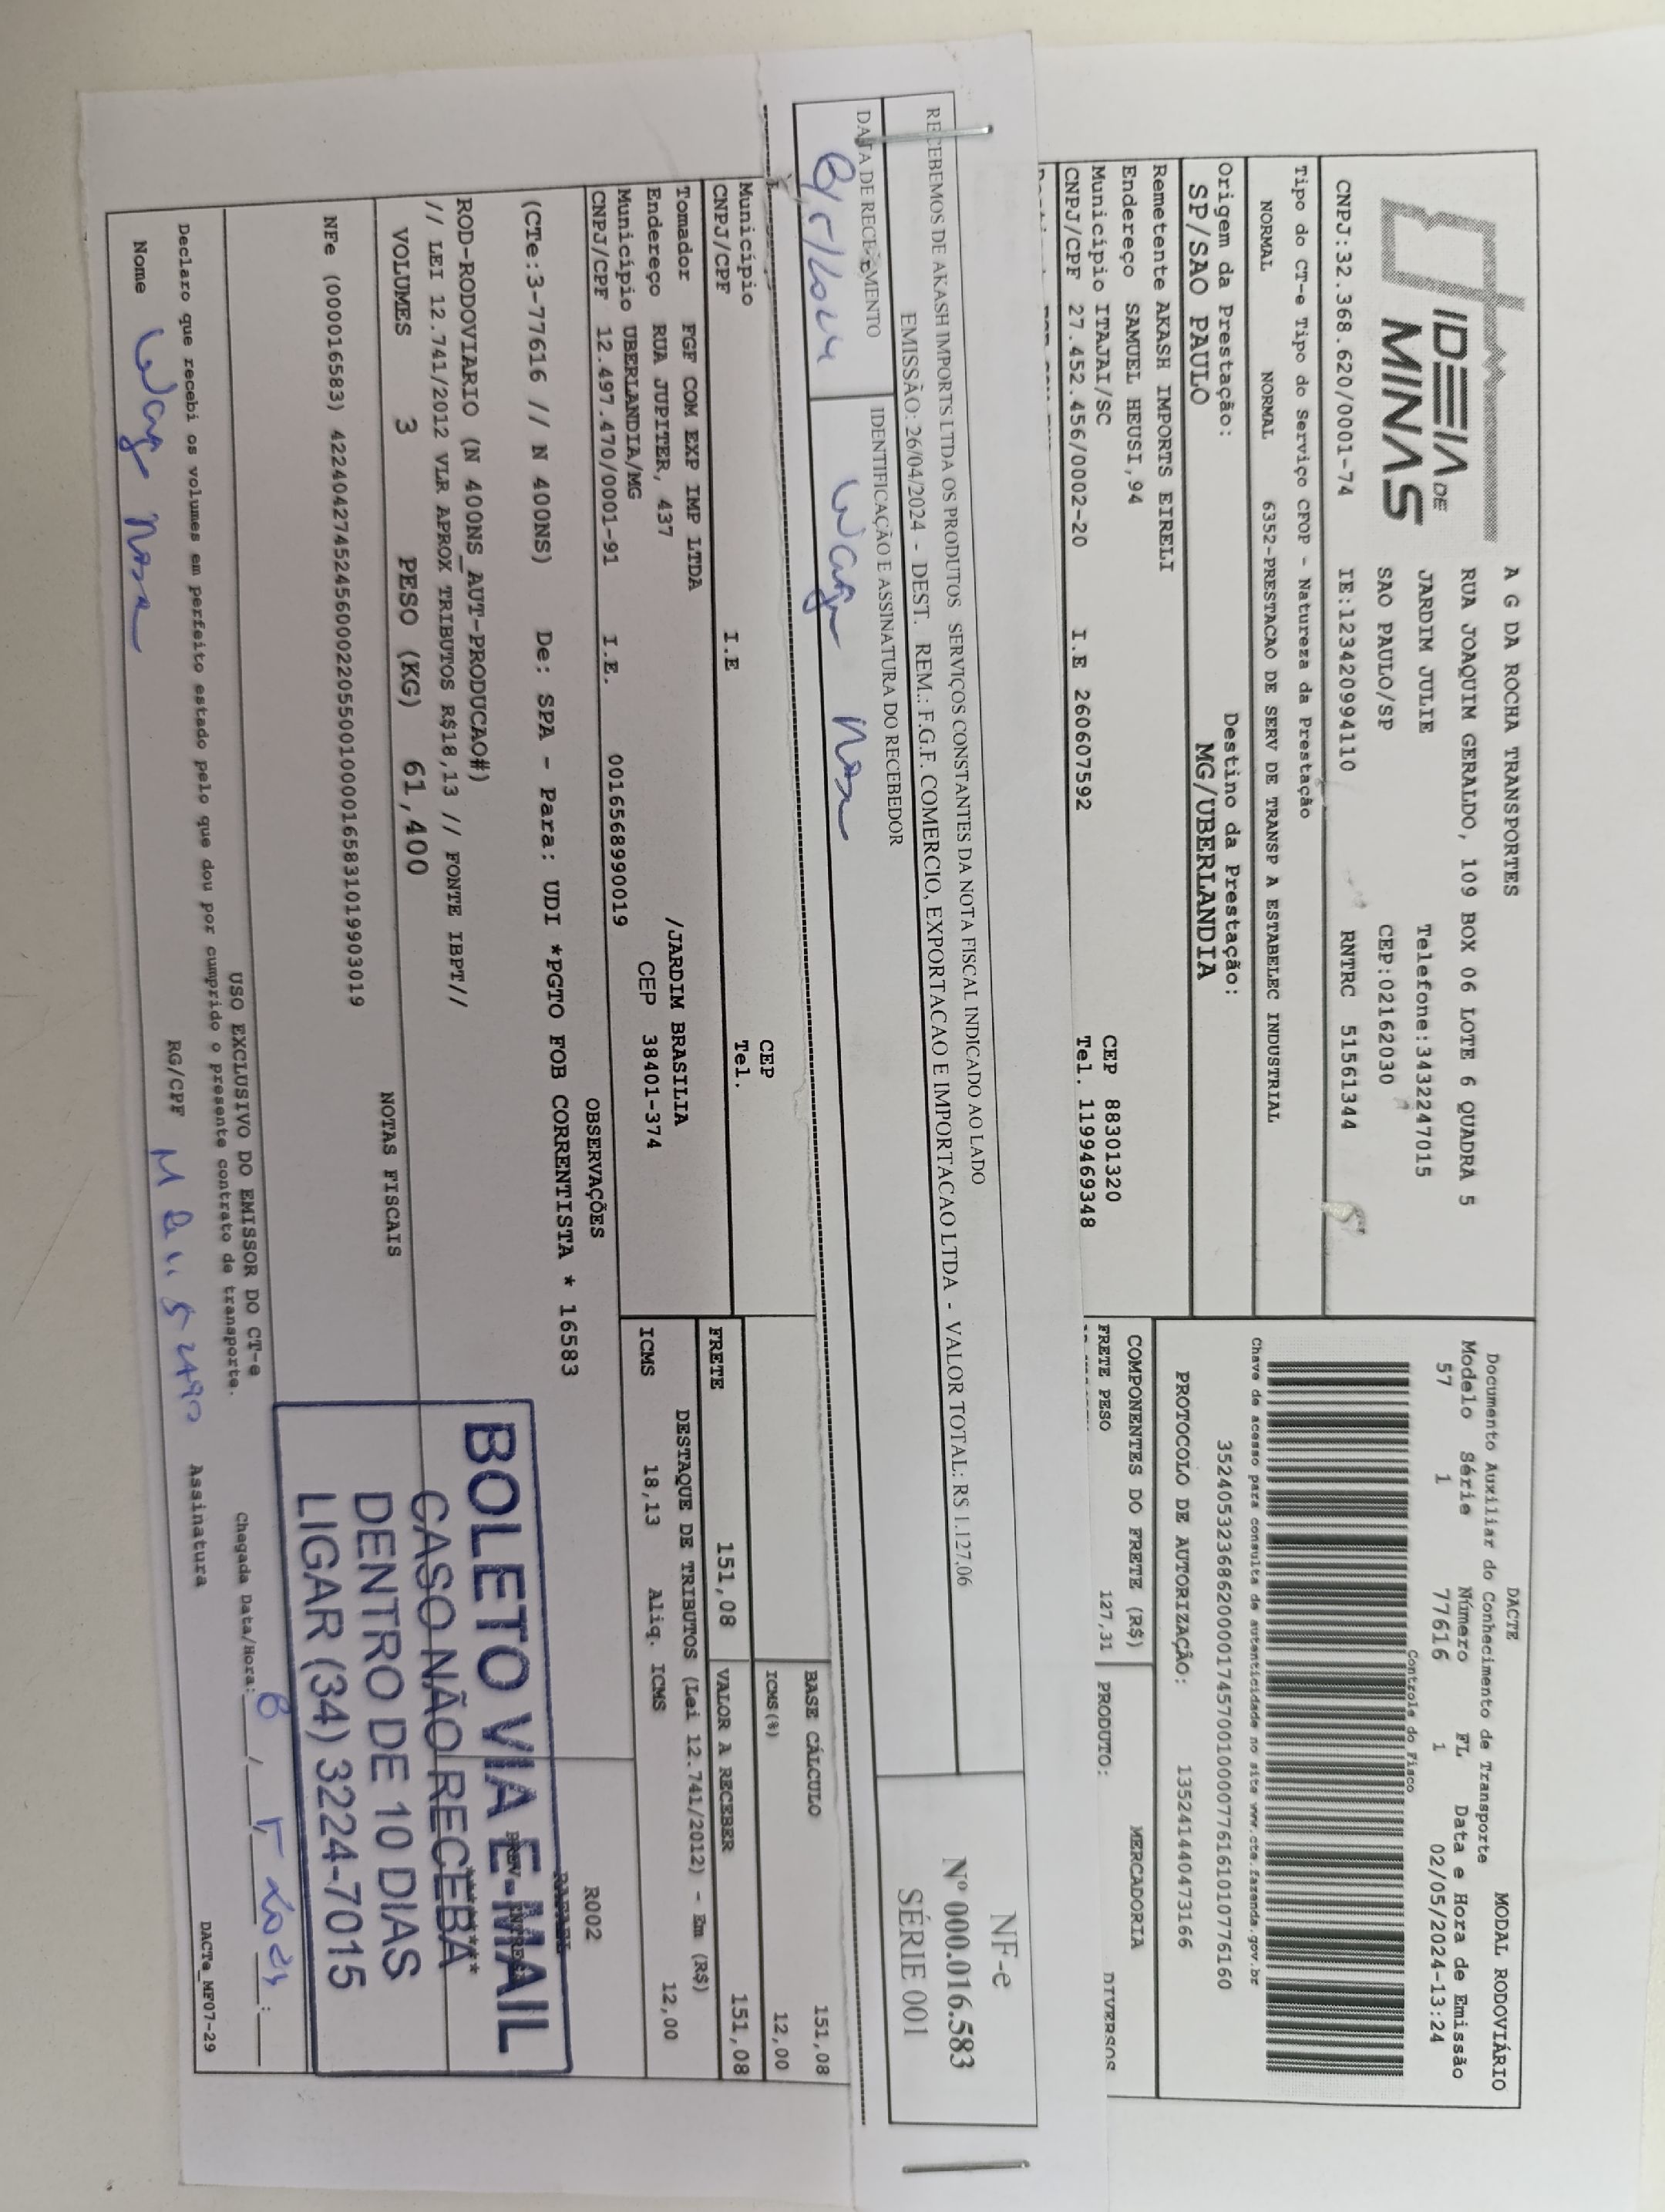 IDEIA DE
MINAS
A G DA ROCHA TRANSPORTES
RUA JOAQUIM GERALDO, 109 BOX 06 LOTE 6 QUADRA 5
JARDIM JULIE Telefone:3432247015
SAO PAULO/SP CEP:02162030
CNPJ:32.368.620/0001-74 IE:123420994110 RNTRC 51561344
Tipo do CT-e Tipo do Serviço CFOP - Natureza da Prestação
NORMAL NORMAL 6352-PRESTACAO DE SERV DE TRANSP A ESTABELEC INDUSTRIAL
Origem da Prestação: Destino da Prestação:
SP/SAO PAULO MG/UBERLANDIA
Remetente AKASH IMPORTS EIRELI
Endereço SAMUEL HEUSI,94
Município ITAJAI/SC CEP 88301320
CNPJ/CPF 27.452.456/0002-20 I.E 260607592 Tel. 11994669348
DACTE MODAL RODOVIÁRIO
Documento Auxiliar do Conhecimento de Transporte
Modelo Série Número FL Data e Hora de Emissão
57 1 77616 1 02/05/2024-13:24
Controle do Fisco
Chave de acesso para consulta de autenticidade no site www.cte.fazenda.gov.br
35240532368620000174570010000776161010776160
PROTOCOLO DE AUTORIZAÇÃO: 135241440473166
COMPONENTES DO FRETE (R$) MERCADORIA
FRETE PESO 127,31 PRODUTO: DIVERSOS
RECEBEMOS DE AKASH IMPORTS LTDA OS PRODUTOS SERVIÇOS CONSTANTES DA NOTA FISCAL INDICADO AO LADO
EMISSÃO: 26/04/2024 - DEST. REM.: F.G.F. COMERCIO, EXPORTACAO E IMPORTACAO LTDA - VALOR TOTAL: R$ 1.127,06
DATA DE RECEBIMENTO IDENTIFICAÇÃO E ASSINATURA DO RECEBEDOR
NF-e
Nº 000.016.583
SÉRIE 001
Município CEP
CNPJ/CPF I.E Tel.
Tomador FGF COM EXP IMP LTDA
Endereço RUA JUPITER, 437 /JARDIM BRASILIA
Município UBERLANDIA/MG CEP 38401-374
CNPJ/CPF 12.497.470/0001-91 I.E. 0016568990019
BASE CÁLCULO 151,08
ICMS(%) 12,00
FRETE 151,08 VALOR A RECEBER 151,08
DESTAQUE DE TRIBUTOS (Lei 12.741/2012) - Em (R$)
ICMS 18,13 Aliq. ICMS 12,00
OBSERVAÇÕES R002
(CTe:3-77616 // N 400NS) De: SPA - Para: UDI *PGTO FOB CORRENTISTA * 16583
ROD-RODOVIARIO (N 400NS_AUT-PRODUCAO#)
// LEI 12.741/2012 VLR APROX TRIBUTOS R$18,13 // FONTE IBPT//
VOLUMES 3 PESO (KG) 61,400
NOTAS FISCAIS
NFe (000016583) 42240427452456000220550010000165831019903019
BOLETO VIA E-MAIL
CASO NÃO RECEBA
DENTRO DE 10 DIAS
LIGAR (34) 3224-7015
USO EXCLUSIVO DO EMISSOR DO CT-e
Declaro que recebi os volumes em perfeito estado pelo que dou por cumprido o presente contrato de transporte.
Chegada Data/Hora:
Nome RG/CPF Assinatura
DACTe_MF07-29